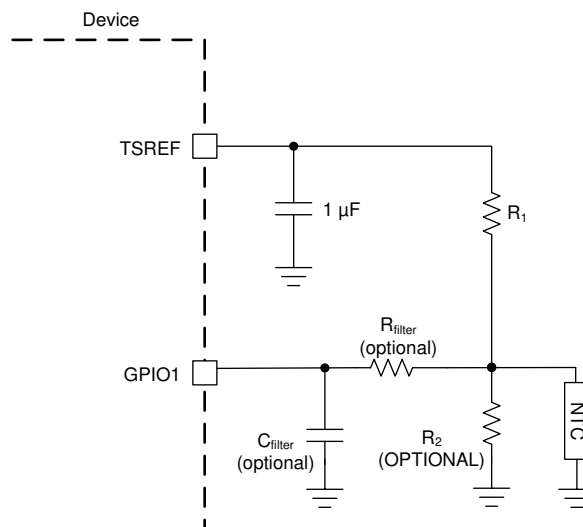 Device
TSREF
1 µF
R1
Rfilter
(optional)
GPIO1
Cfilter
(optional)
R2
(OPTIONAL)
NTC